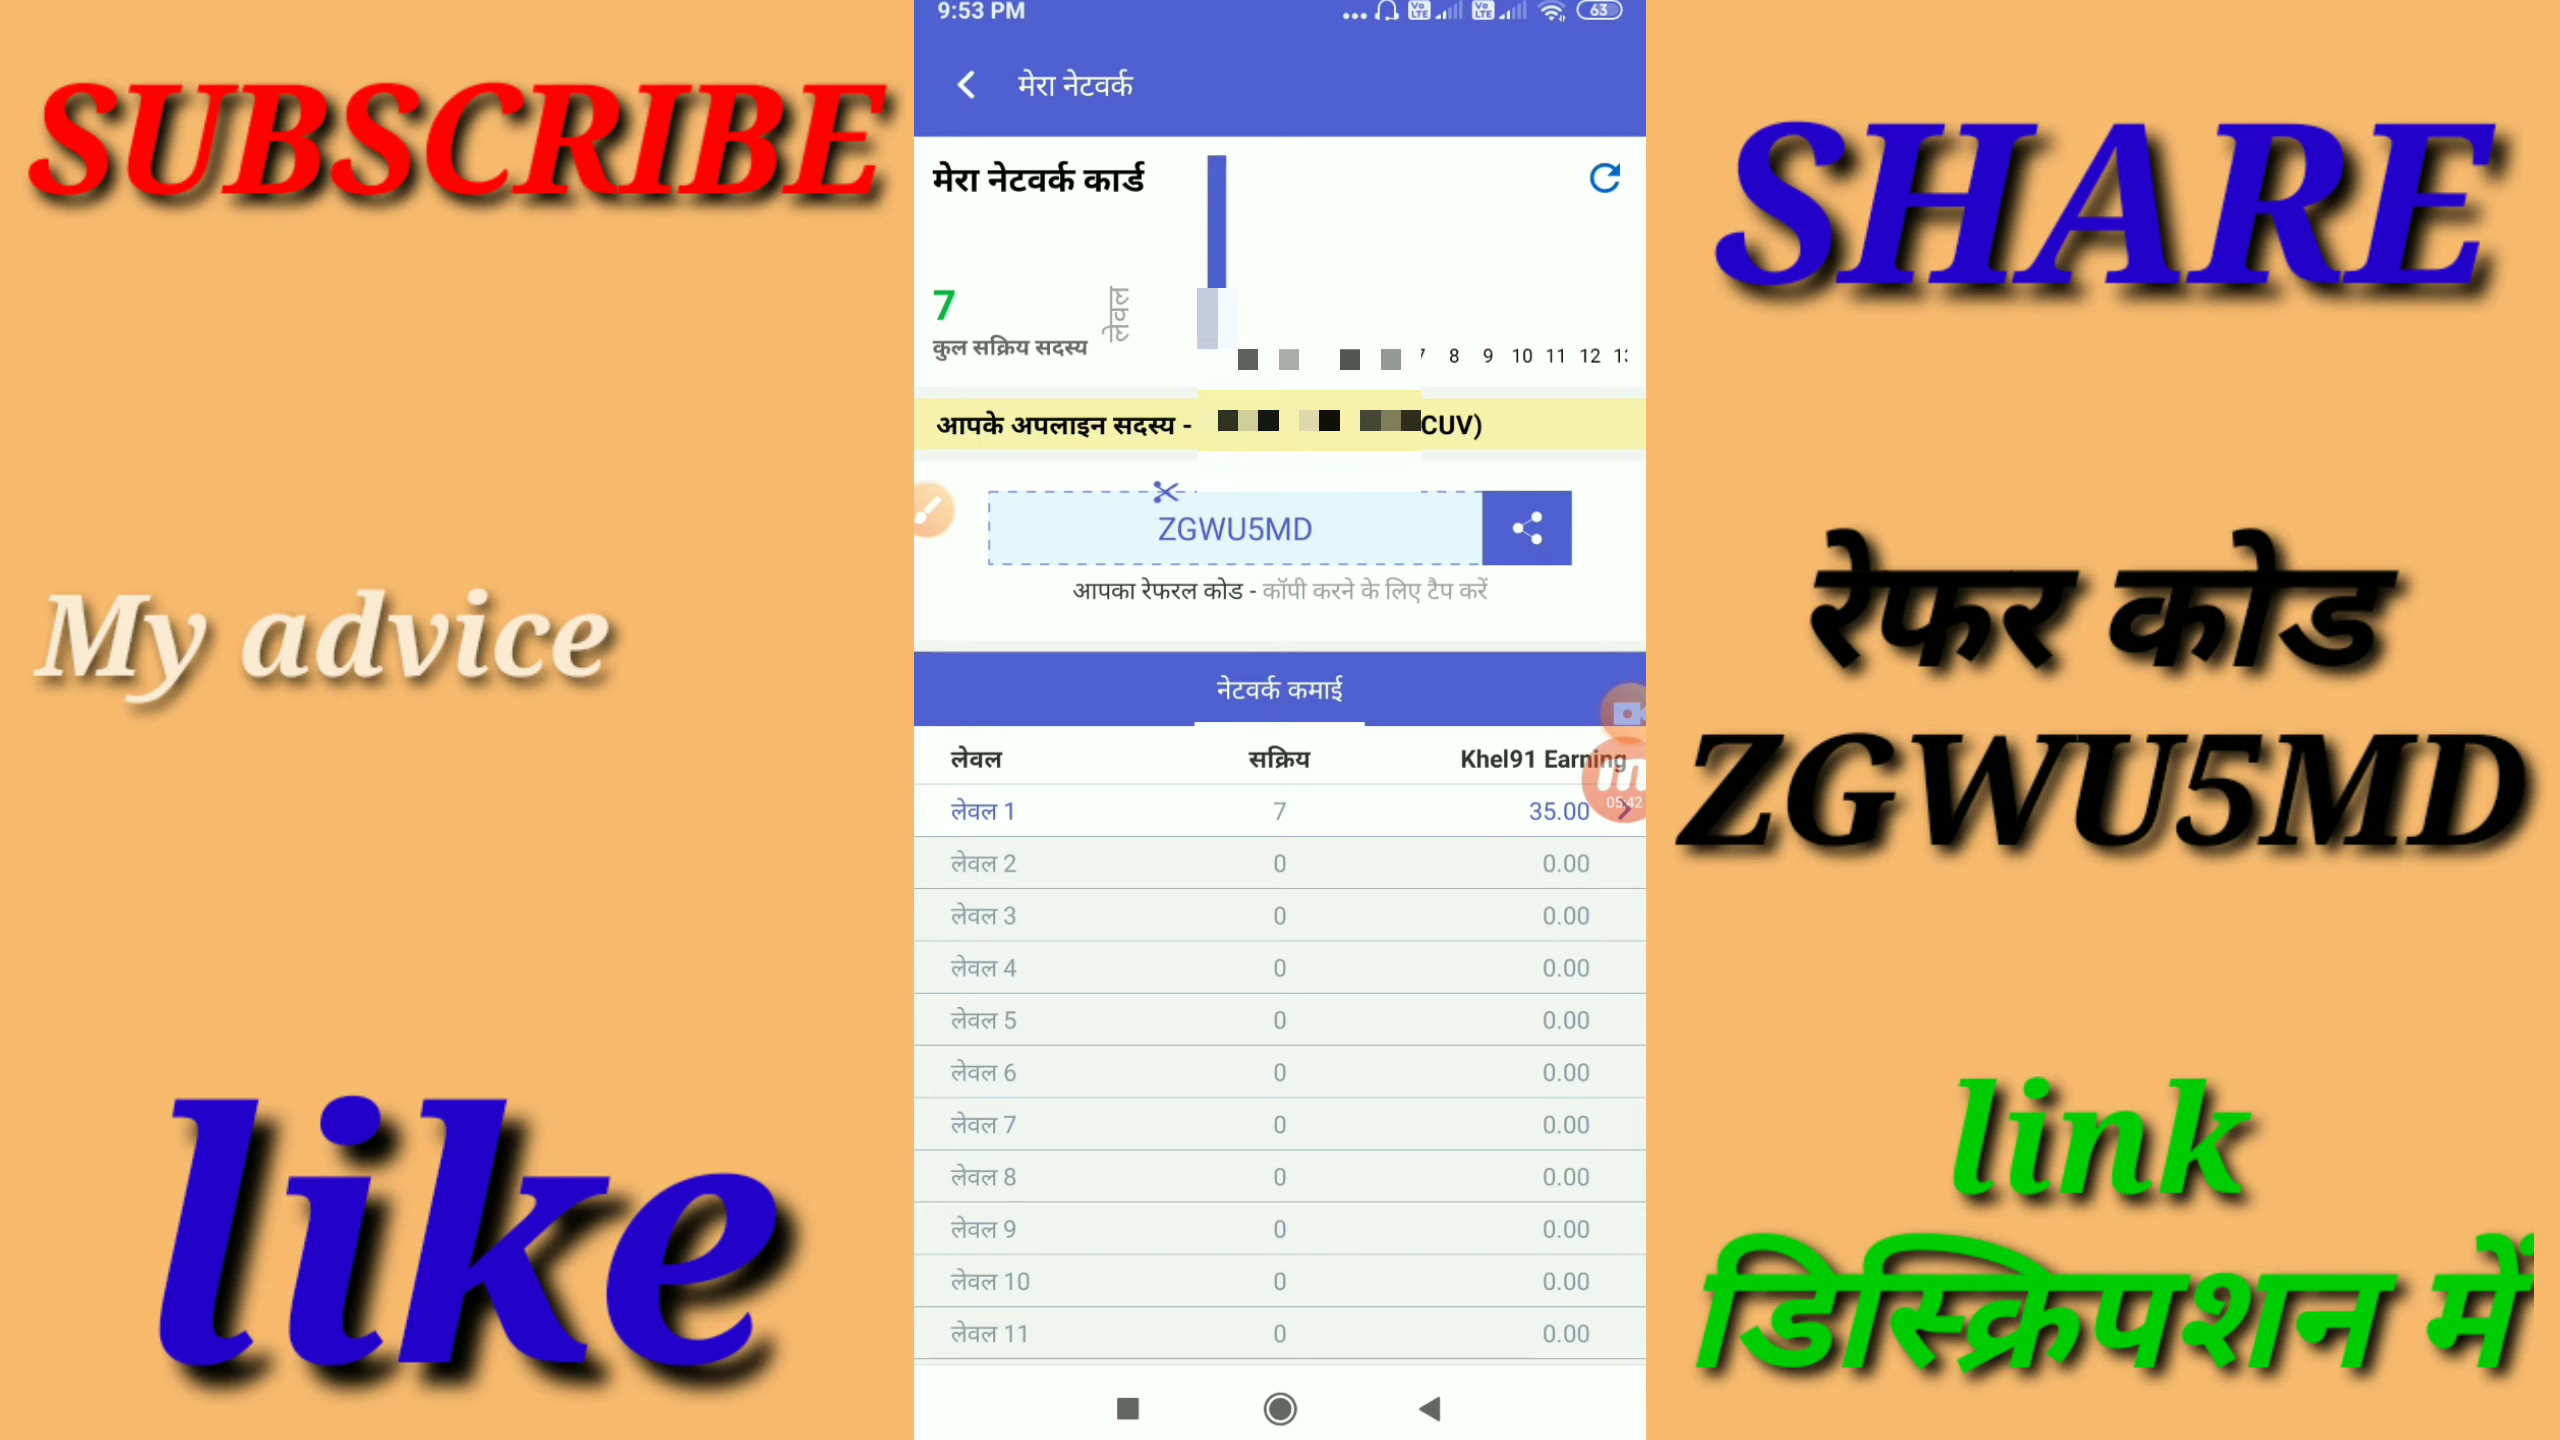 SUBSCRIBE
My advice
like
9:53 PM
63
मेरा नेटवर्क
मेरा नेटवर्क कार्ड
7
कुल सक्रिय सदस्य
लेवल
8 9 10 11 12
आपके अपलाइन सदस्य - CUV)
ZGWU5MD
आपका रेफरल कोड - कॉपी करने के लिए टैप करें
नेटवर्क कमाई
लेवल सक्रिय Khel91 Earning
लेवल 1 7 35.00
05:42
लेवल 2 0 0.00
लेवल 3 0 0.00
लेवल 4 0 0.00
लेवल 5 0 0.00
लेवल 6 0 0.00
लेवल 7 0 0.00
लेवल 8 0 0.00
लेवल 9 0 0.00
लेवल 10 0 0.00
लेवल 11 0 0.00
SHARE
रेफर कोड
ZGWU5MD
link
डिस्क्रिपशन में